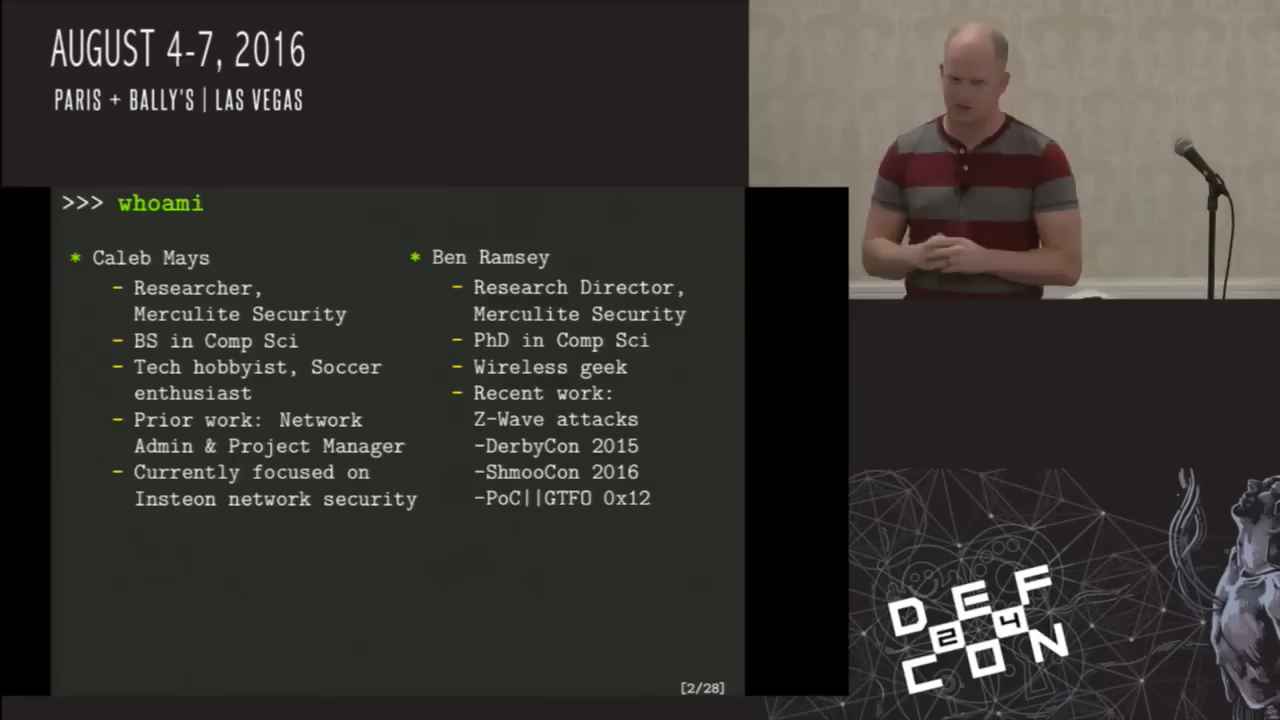 AUGUST 4-7, 2016
PARIS + BALLY'S | LAS VEGAS
>>> whoami
* Caleb Mays
- Researcher,
Merculite Security
- BS in Comp Sci
- Tech hobbyist, Soccer
enthusiast
- Prior work: Network
Admin & Project Manager
- Currently focused on
Insteon network security
* Ben Ramsey
- Research Director,
Merculite Security
- PhD in Comp Sci
- Wireless geek
- Recent work:
Z-Wave attacks
-DerbyCon 2015
-ShmooCon 2016
-PoC||GTFO 0x12
[2/28]
DEF
24
CON